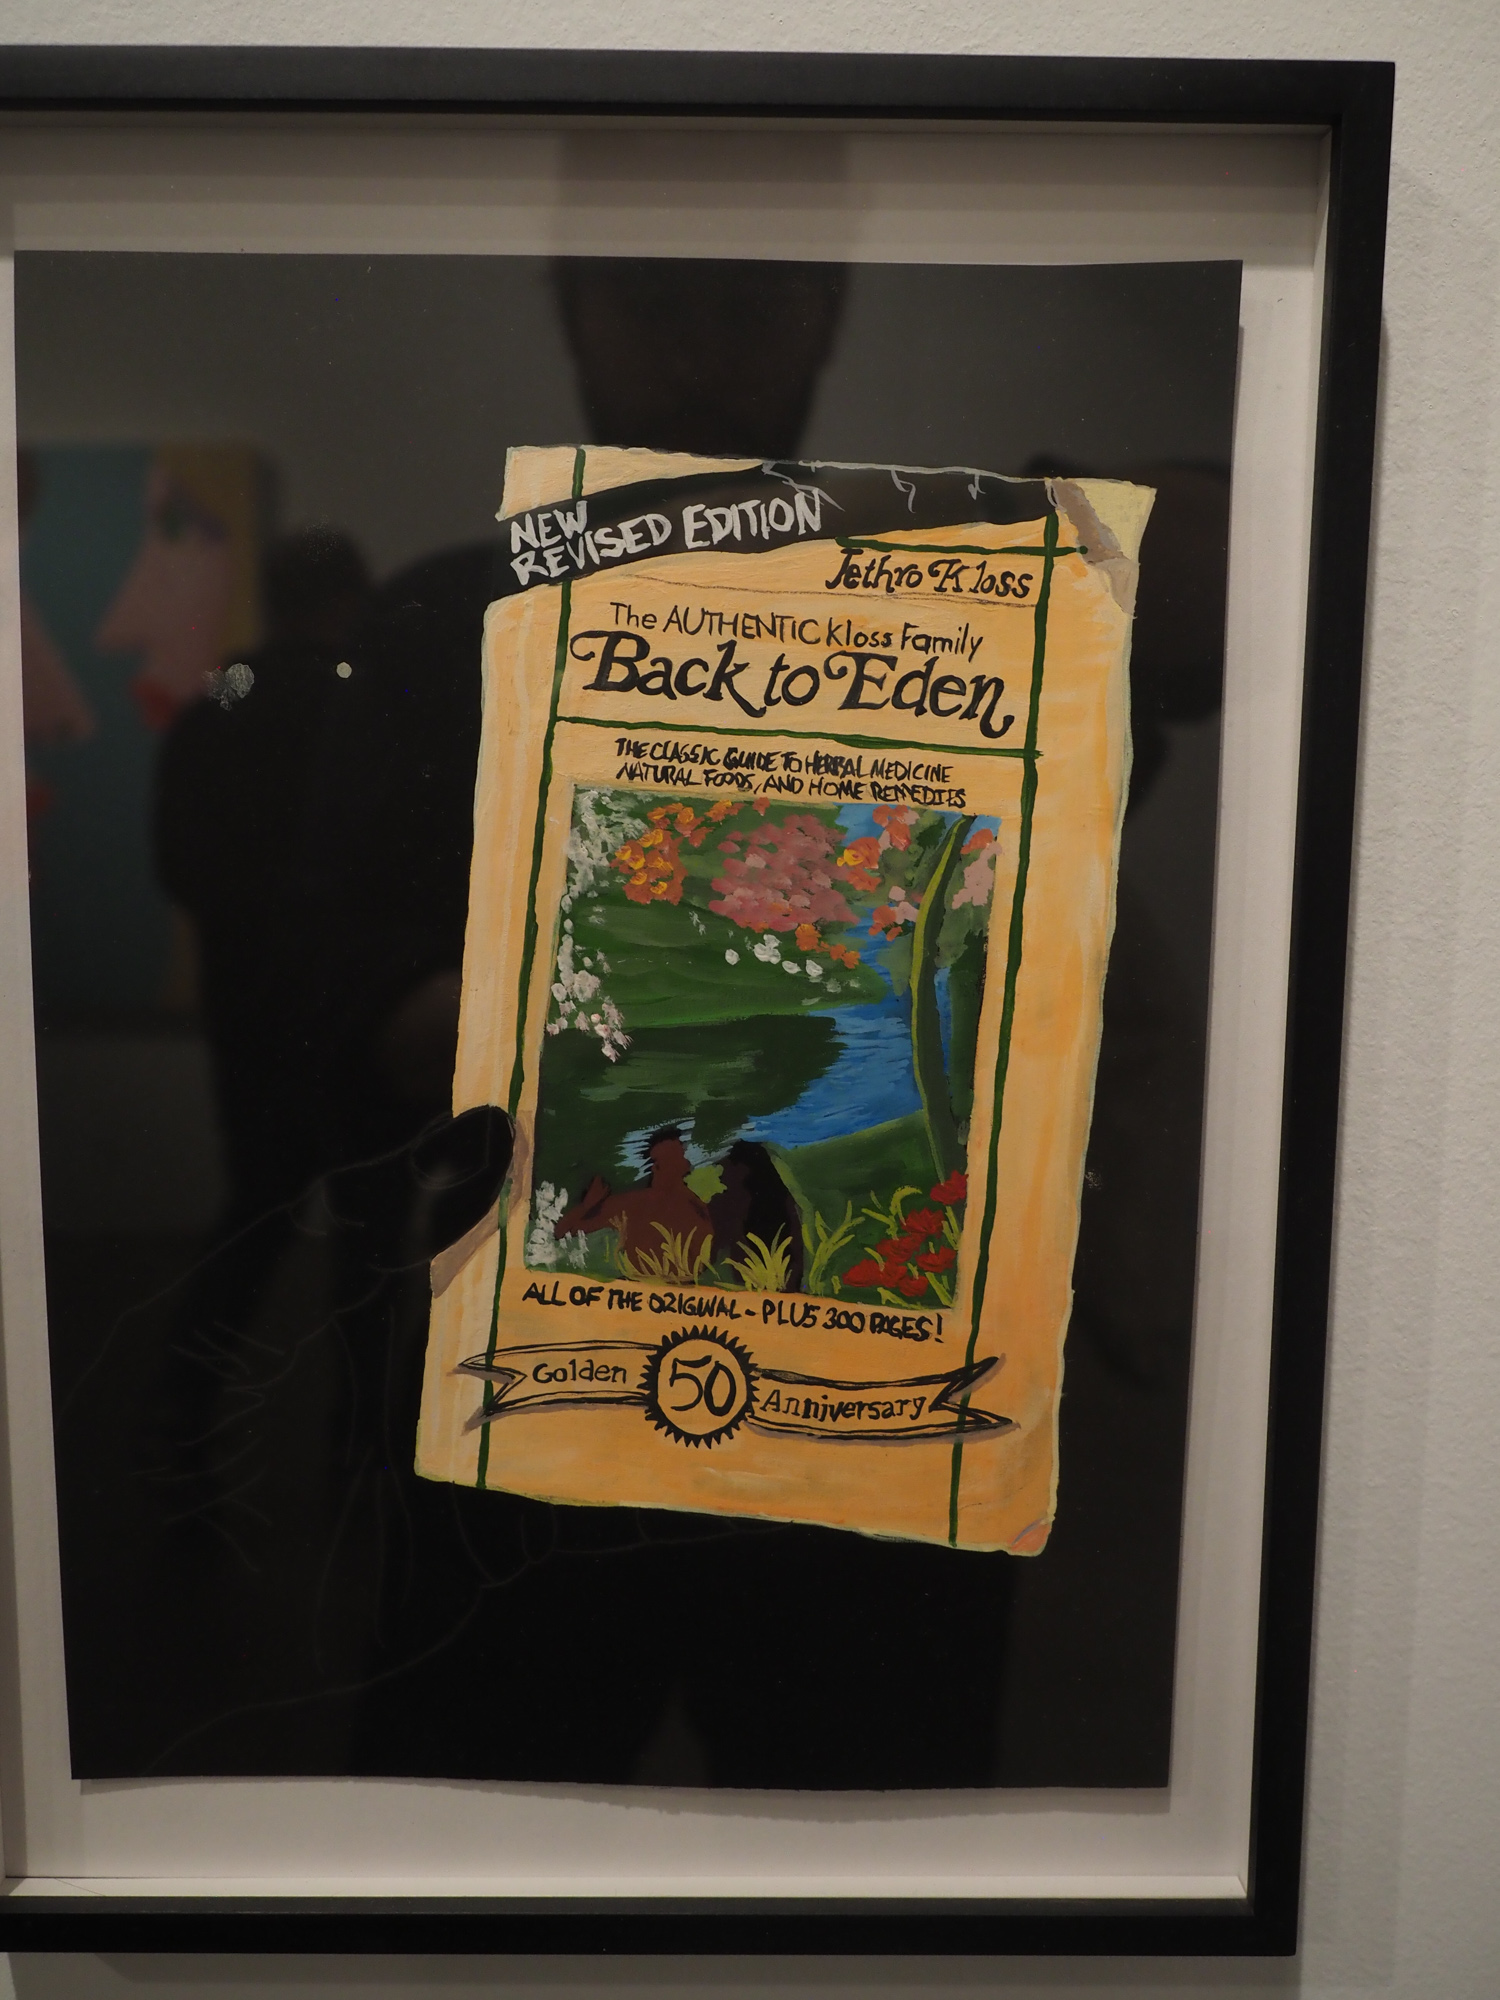 NEW
REVISED EDITION
Jethro Kloss
The AUTHENTIC Kloss Family
Back to Eden
THE CLASSIC GUIDE TO HERBAL MEDICINE
NATURAL FOODS, AND HOME REMEDIES
ALL OF THE ORIGINAL - PLUS 300 PAGES!
Golden 50 Anniversary